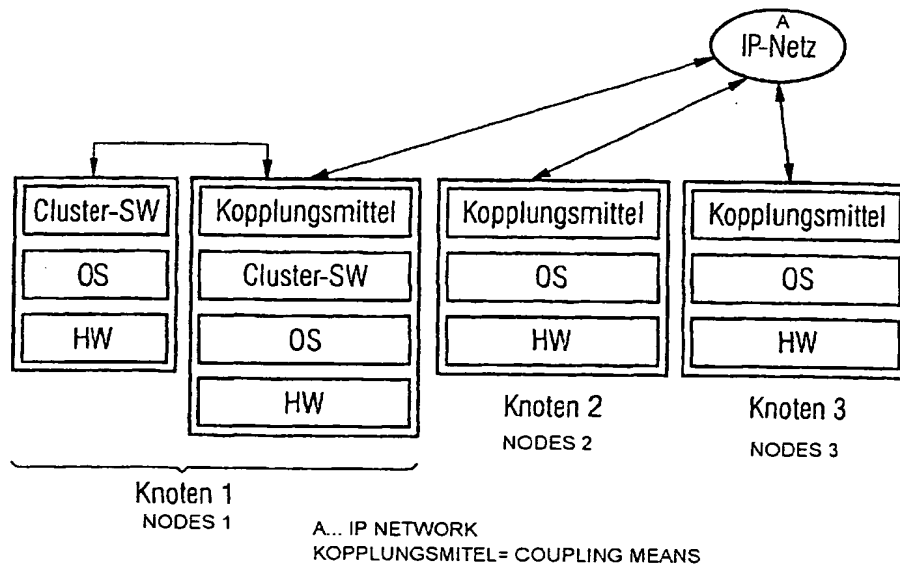 A
IP-Netz
Cluster-SW
OS
HW
Kopplungsmittel
Cluster-SW
OS
HW
Kopplungsmittel
OS
HW
Kopplungsmittel
OS
HW
Knoten 1
NODES 1
Knoten 2
NODES 2
Knoten 3
NODES 3
A... IP NETWORK
KOPPLUNGSMITEL= COUPLING MEANS